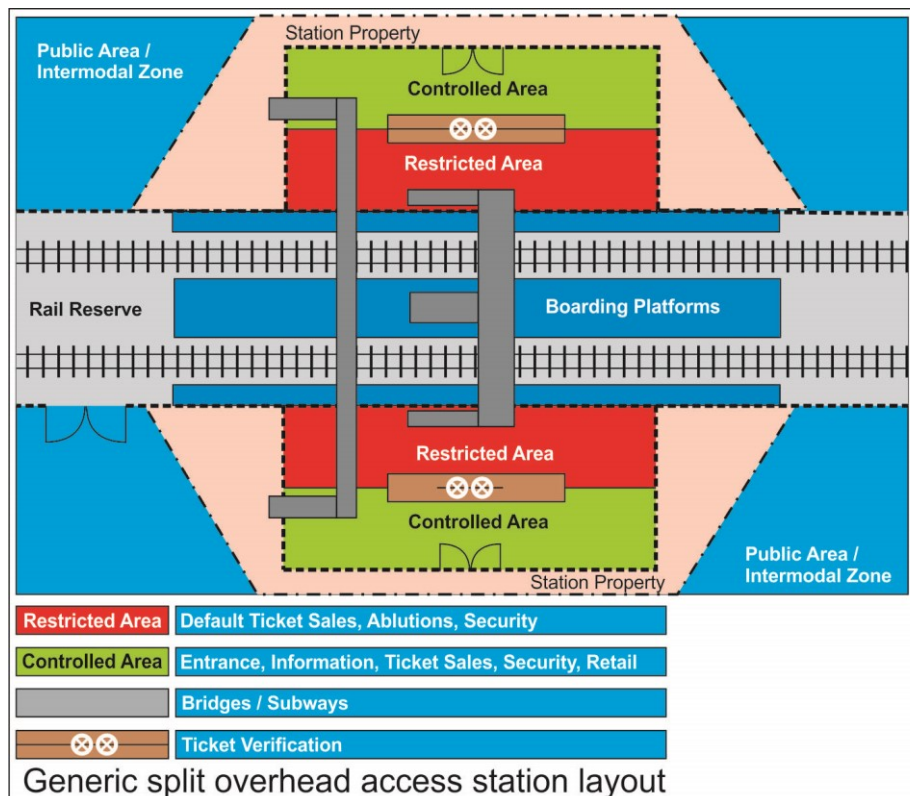 Station Property
Public Area /
Intermodal Zone
Controlled Area
Restricted Area
Rail Reserve
Boarding Platforms
Restricted Area
Controlled Area
Public Area /
Intermodal Zone
Station Property
Restricted Area
Default Ticket Sales, Ablutions, Security
Controlled Area
Entrance, Information, Ticket Sales, Security, Retail
Bridges / Subways
Ticket Verification
Generic split overhead access station layout